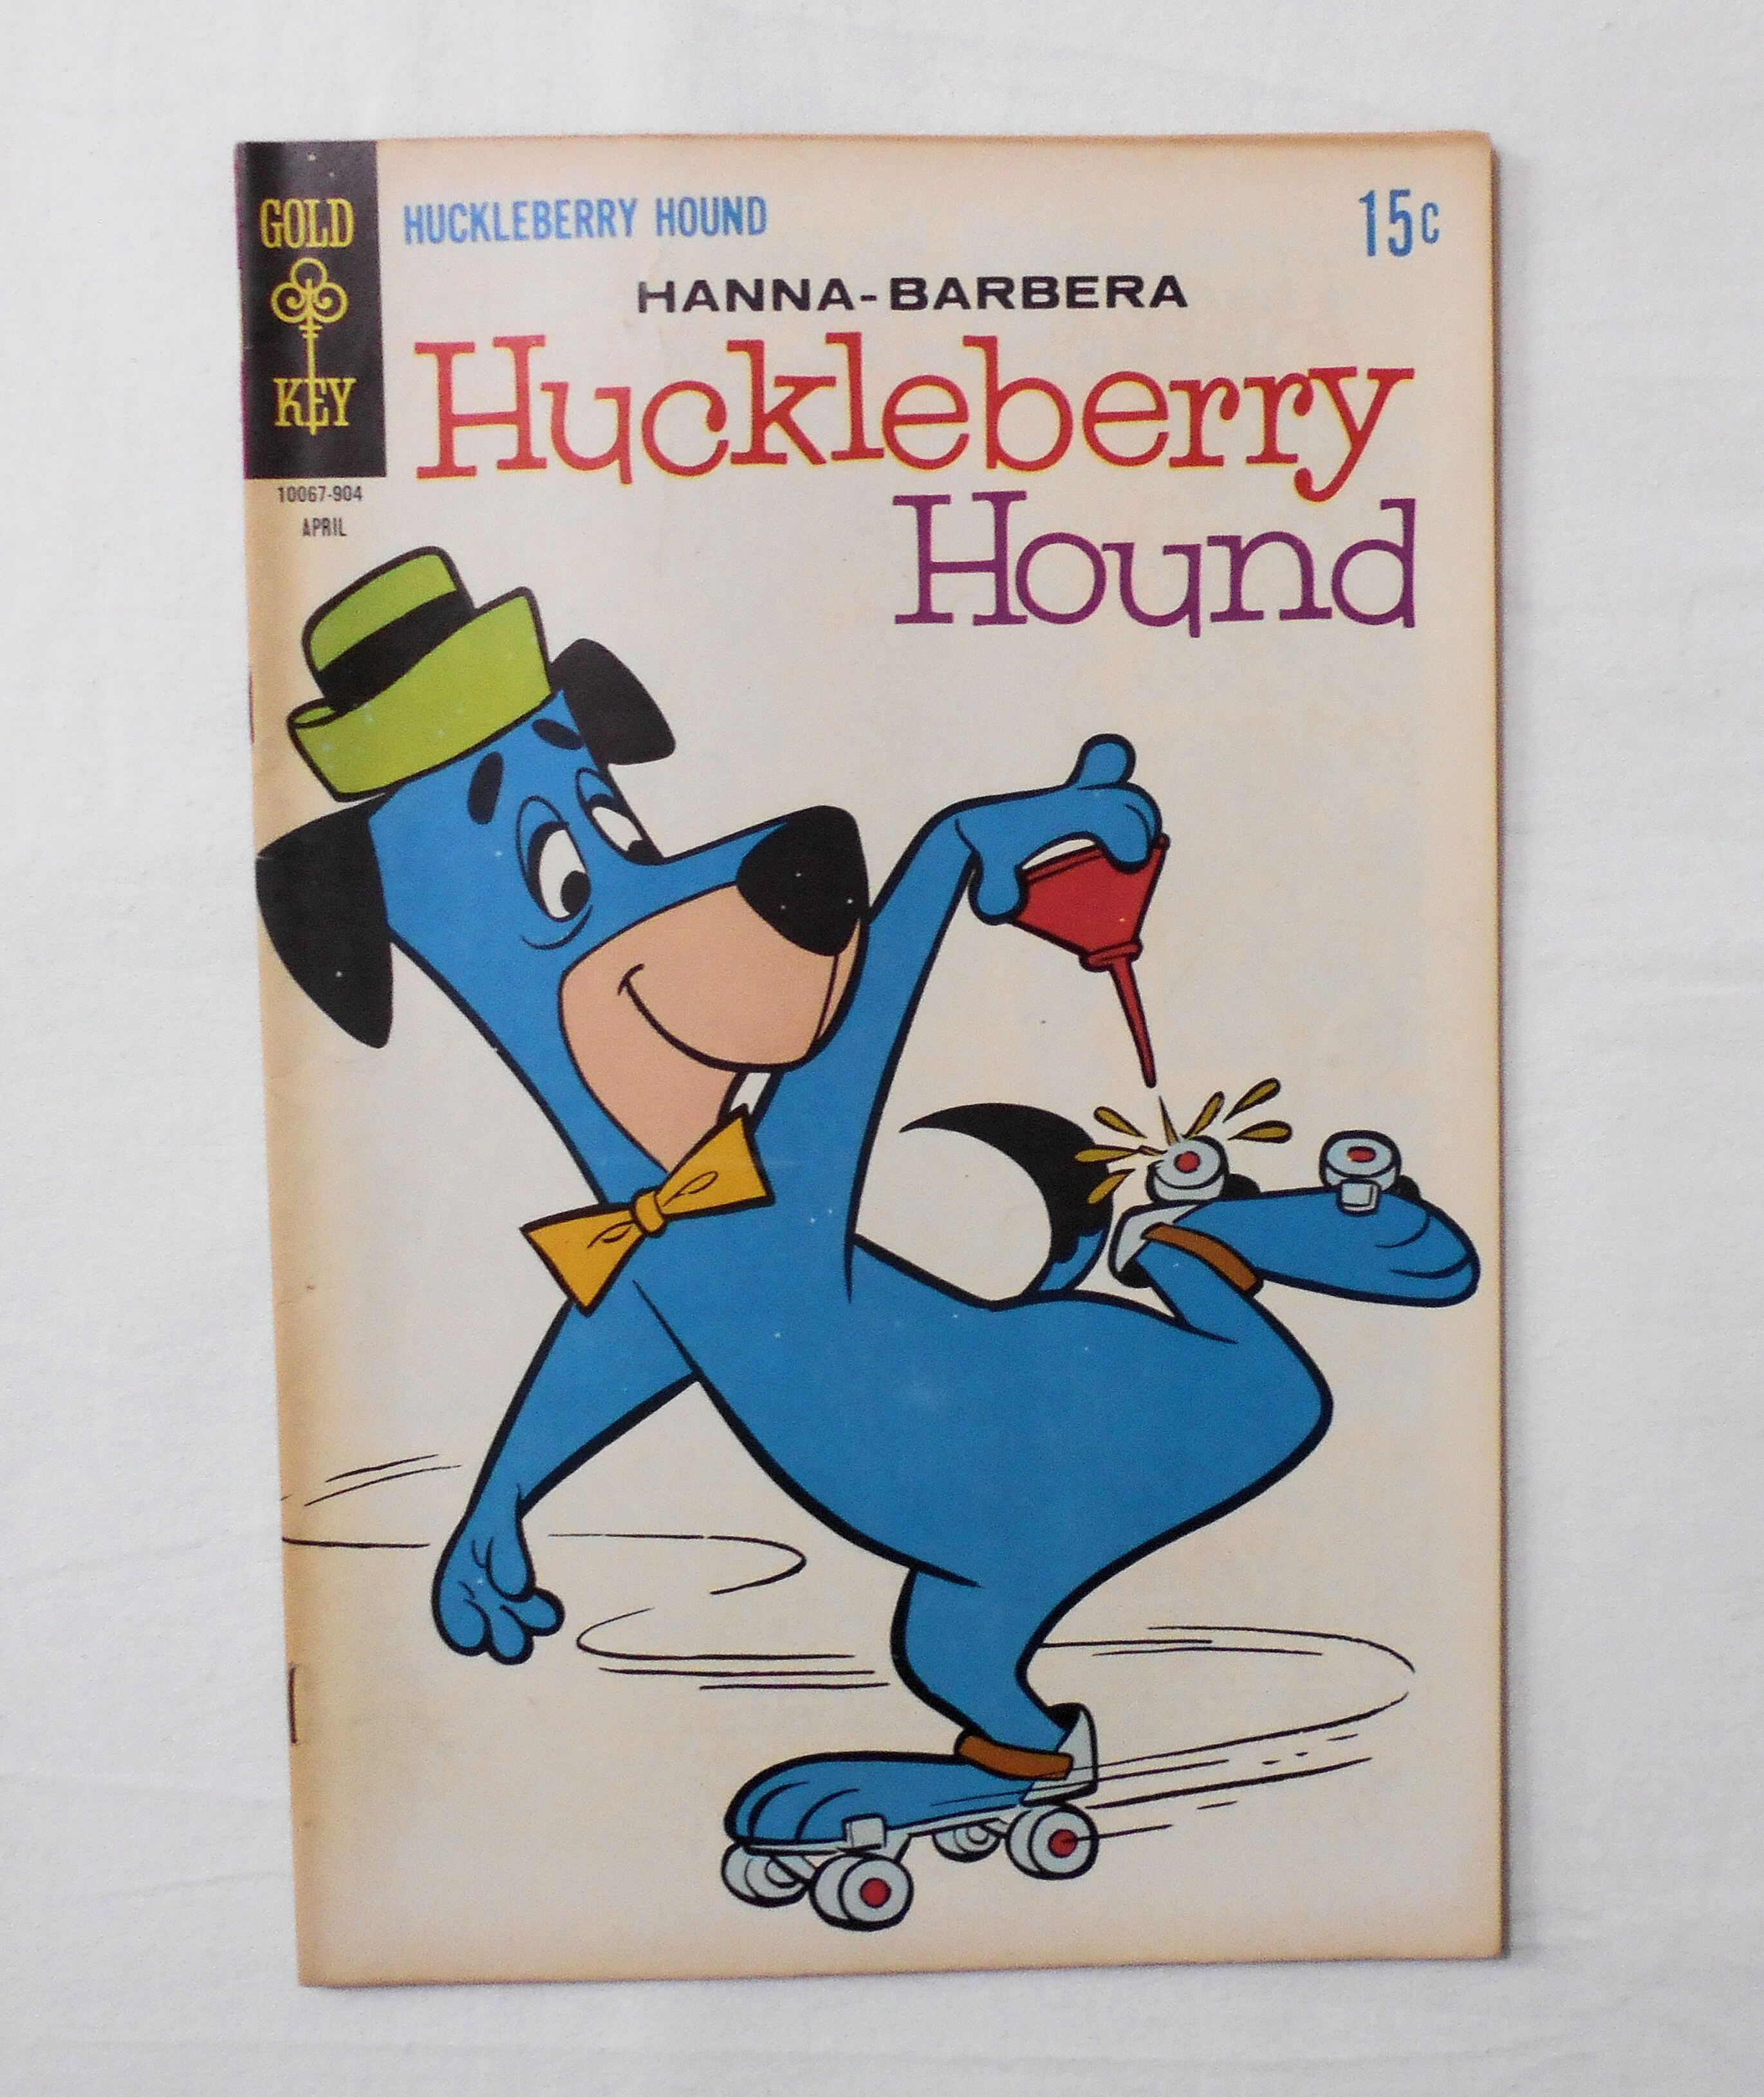 GOLD
KEY
10067-904
APRIL
HUCKLEBERRY HOUND
15c
HANNA-BARBERA
Huckleberry
Hound